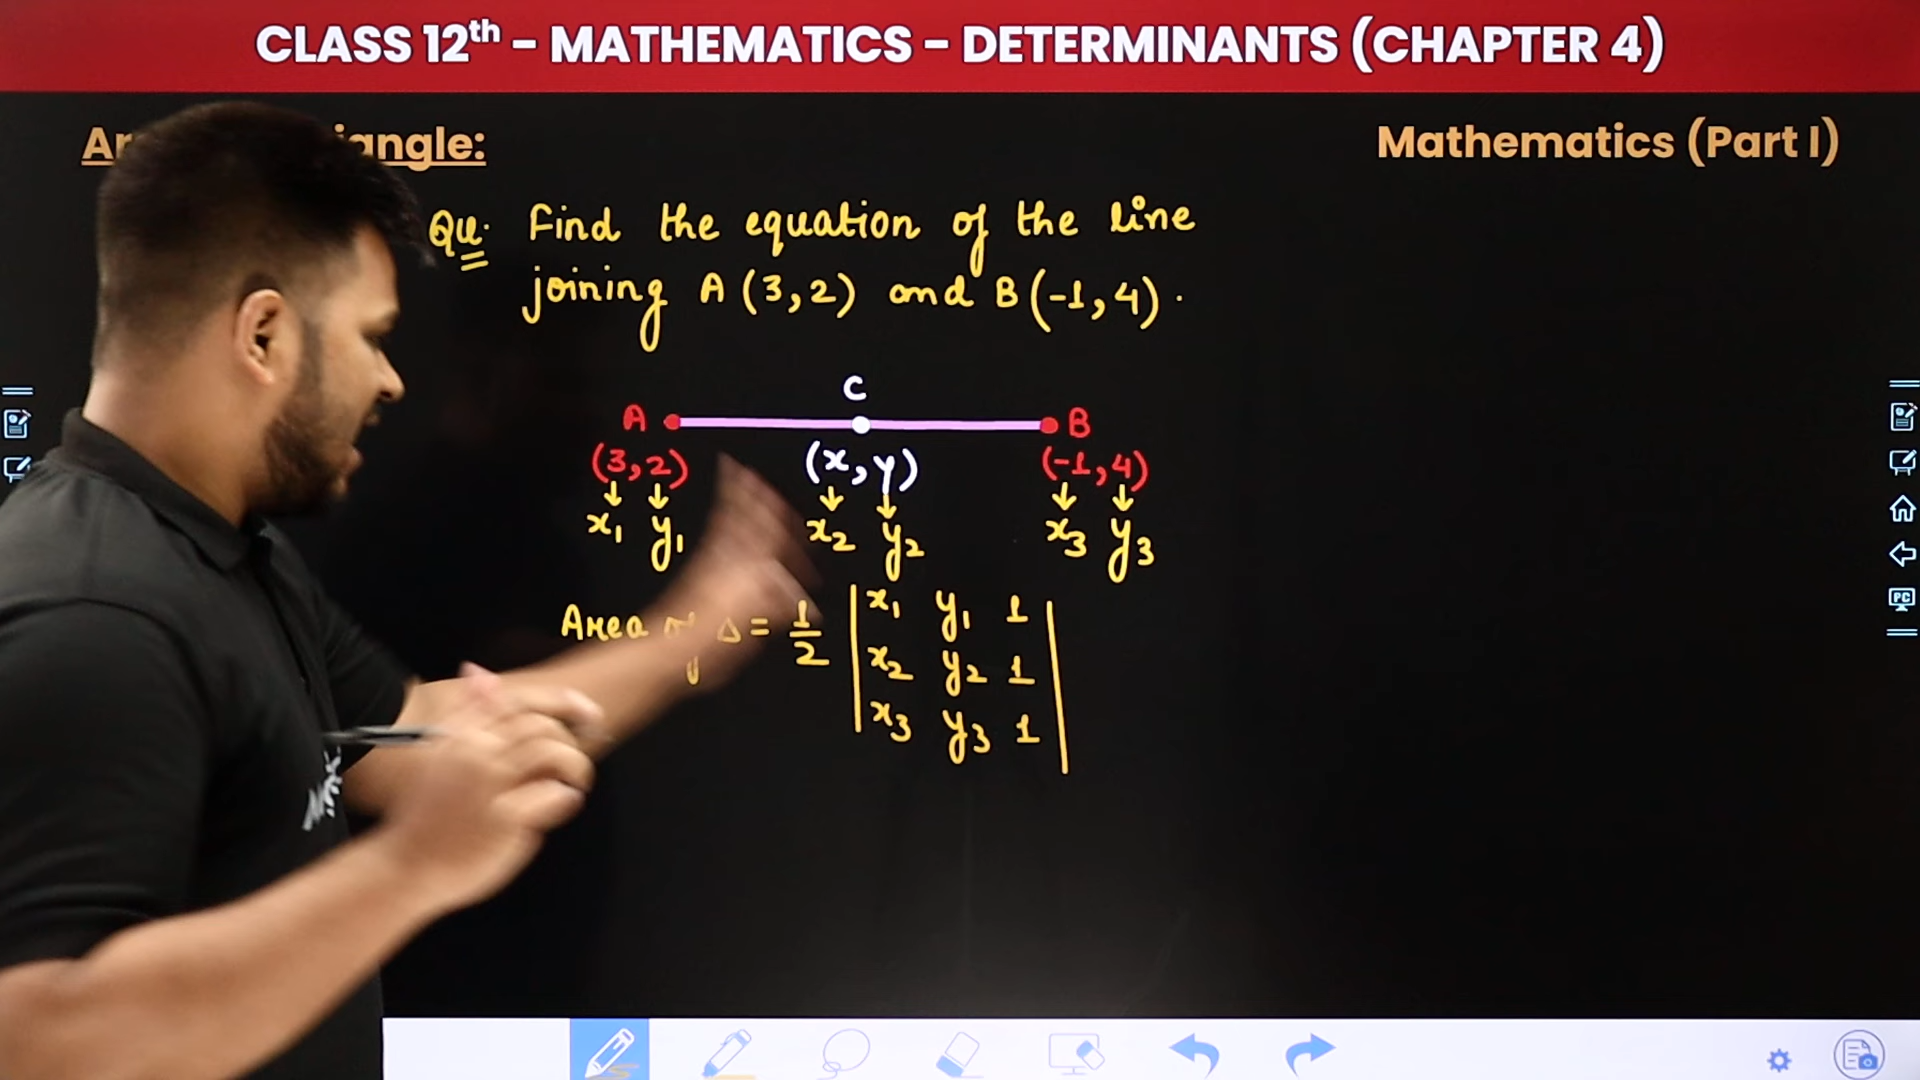 CLASS 12th - MATHEMATICS - DETERMINANTS (CHAPTER 4)
Mathematics (Part I)
Qu. Find the equation of the line
joining A (3,2) and B (-1,4).
C
A B
(3,2) (x,y) (-1,4)
x1 y1 x2 y2 x3 y3
Area of Δ = 1/2 | x1 y1 1 |
| x2 y2 1 |
| x3 y3 1 |
PC